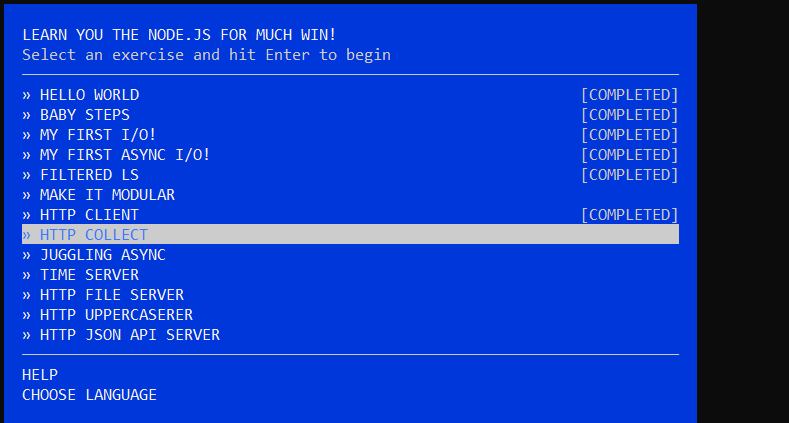 LEARN YOU THE NODE.JS FOR MUCH WIN!
Select an exercise and hit Enter to begin
» HELLO WORLD [COMPLETED]
» BABY STEPS [COMPLETED]
» MY FIRST I/O! [COMPLETED]
» MY FIRST ASYNC I/O! [COMPLETED]
» FILTERED LS [COMPLETED]
» MAKE IT MODULAR
» HTTP CLIENT [COMPLETED]
» HTTP COLLECT
» JUGGLING ASYNC
» TIME SERVER
» HTTP FILE SERVER
» HTTP UPPERCASERER
» HTTP JSON API SERVER
HELP
CHOOSE LANGUAGE